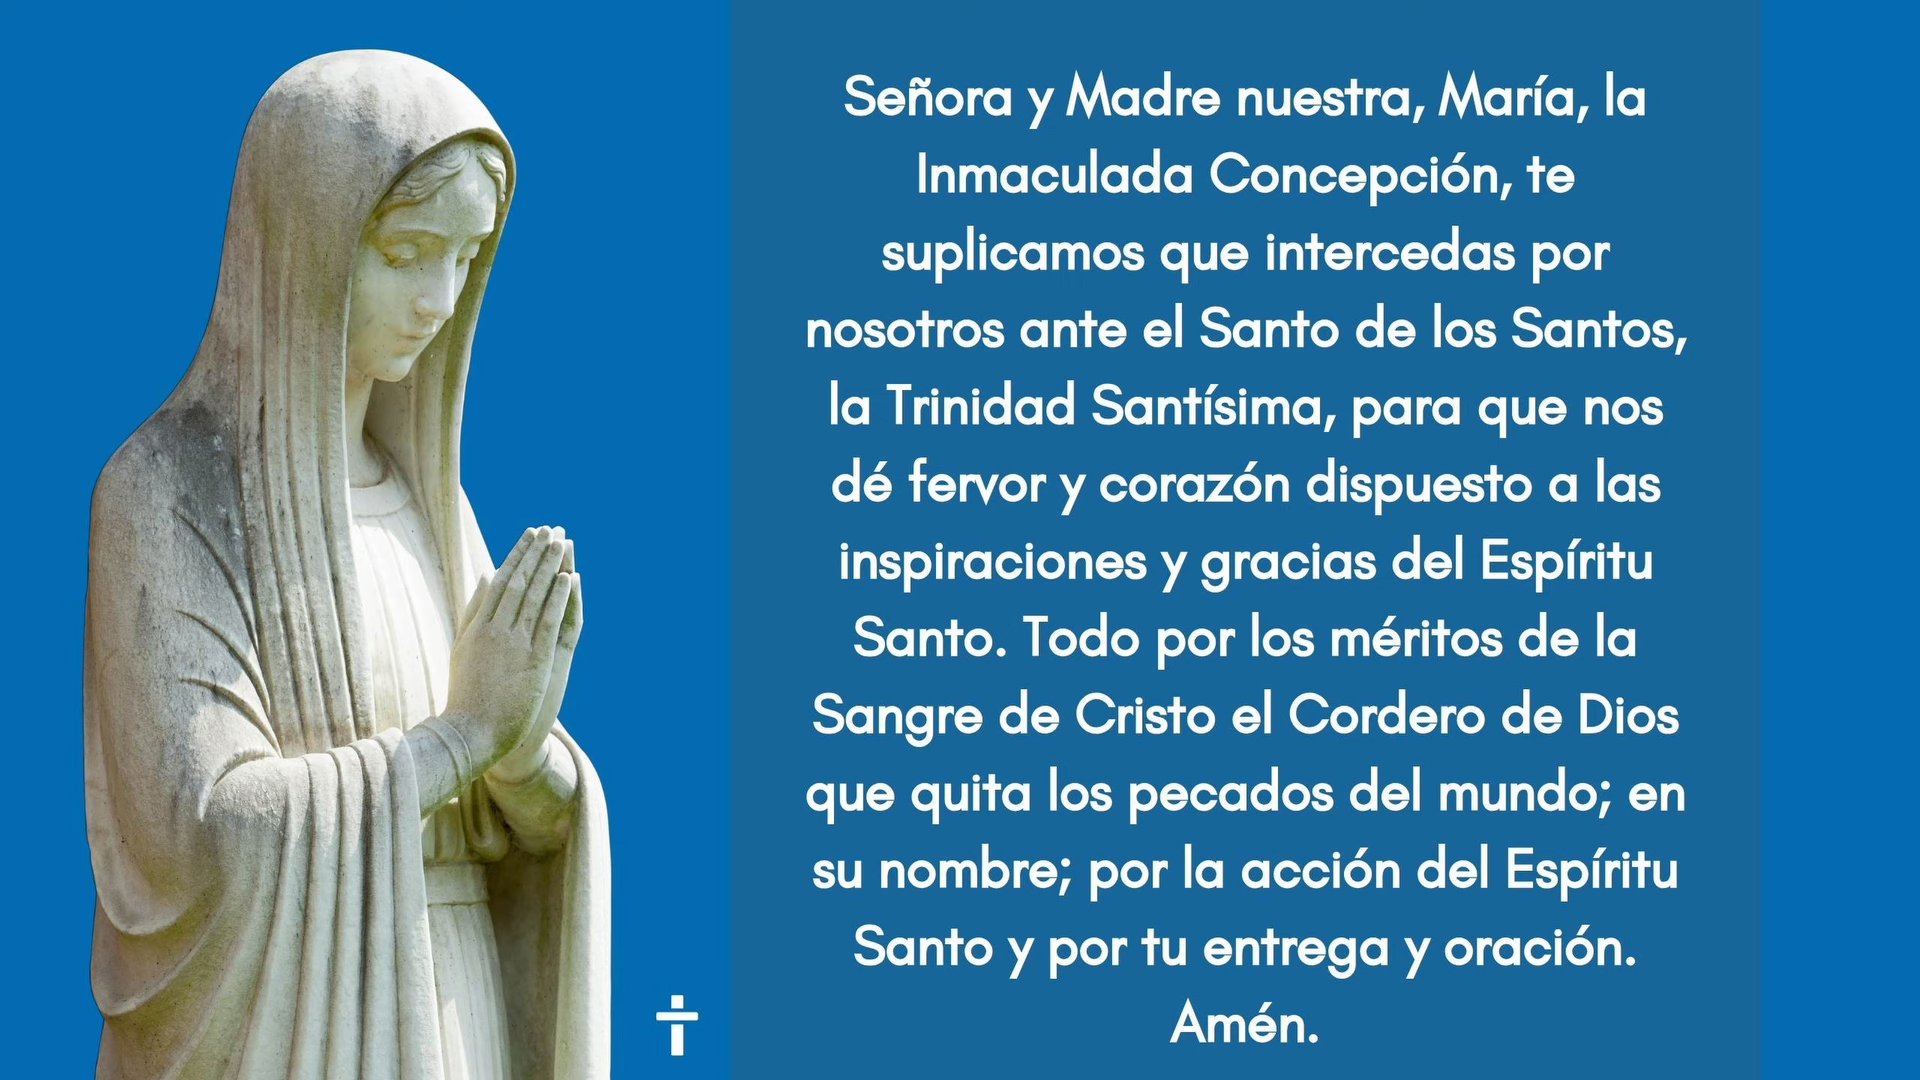 Señora y Madre nuestra, María, la
Inmaculada Concepción, te
suplicamos que intercedas por
nosotros ante el Santo de los Santos,
la Trinidad Santísima, para que nos
dé fervor y corazón dispuesto a las
inspiraciones y gracias del Espíritu
Santo. Todo por los méritos de la
Sangre de Cristo el Cordero de Dios
que quita los pecados del mundo; en
su nombre; por la acción del Espíritu
Santo y por tu entrega y oración.
Amén.